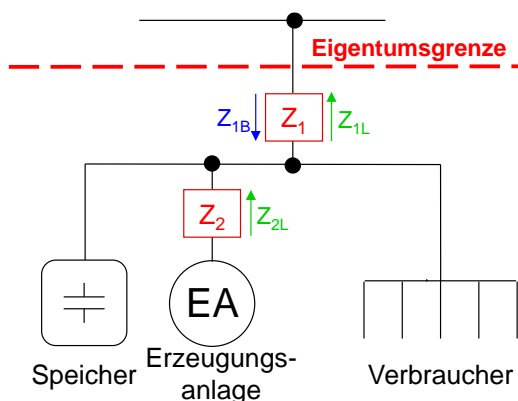 Eigentumsgrenze
Z1B Z1 Z1L
Z2 Z2L
EA
Speicher
Erzeugungs-
anlage
Verbraucher